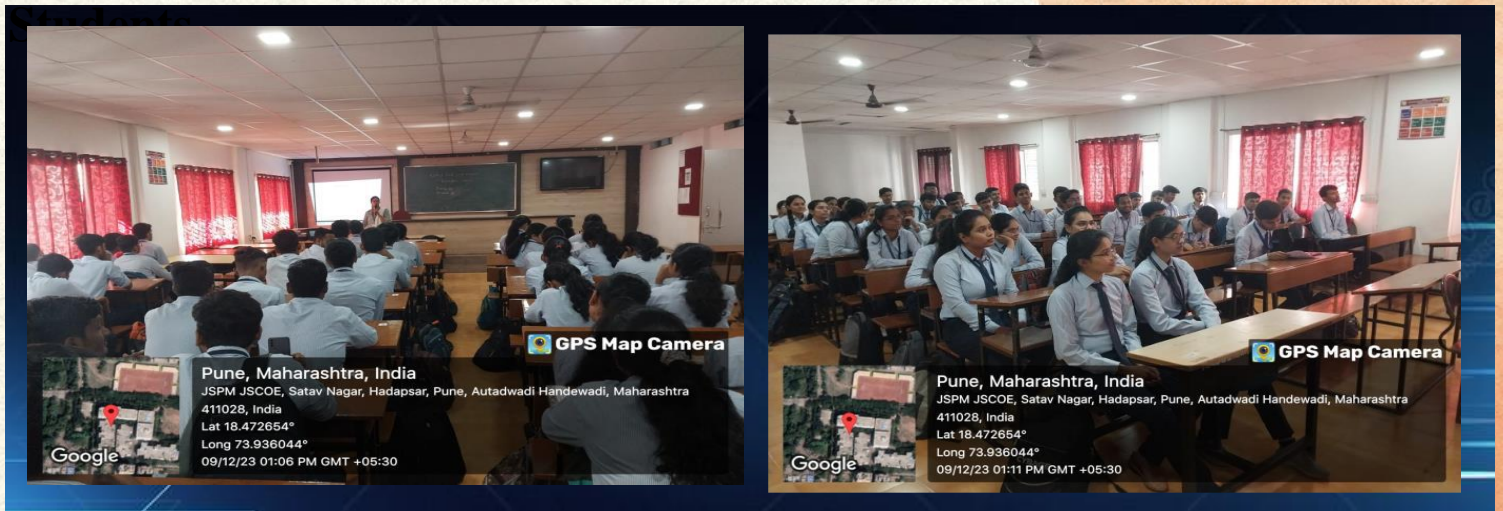 Students
GPS Map Camera
Pune, Maharashtra, India
JSPM JSCOE, Satav Nagar, Hadapsar, Pune, Autadwadi Handewadi, Maharashtra
411028, India
Lat 18.472654°
Long 73.936044°
09/12/23 01:06 PM GMT +05:30
Google
GPS Map Camera
Pune, Maharashtra, India
JSPM JSCOE, Satav Nagar, Hadapsar, Pune, Autadwadi Handewadi, Maharashtra
411028, India
Lat 18.472654°
Long 73.936044°
09/12/23 01:11 PM GMT +05:30
Google